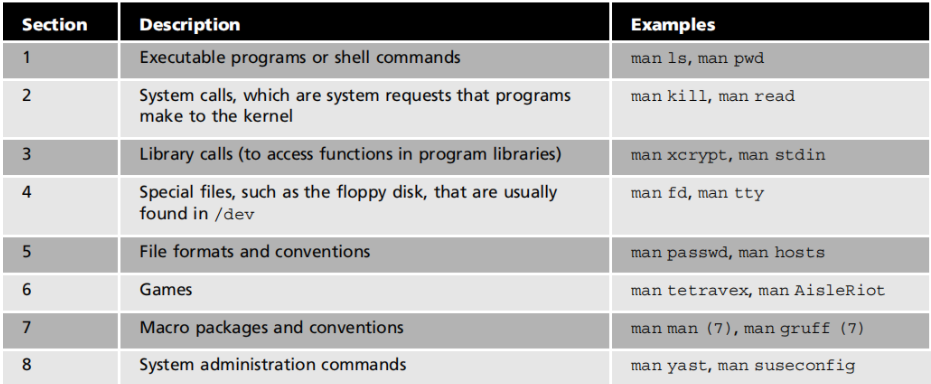 Section Description Examples
1 Executable programs or shell commands man ls, man pwd
2 System calls, which are system requests that programs man kill, man read
make to the kernel
3 Library calls (to access functions in program libraries) man xcrypt, man stdin
4 Special files, such as the floppy disk, that are usually man fd, man tty
found in /dev
5 File formats and conventions man passwd, man hosts
6 Games man tetravex, man AisleRiot
7 Macro packages and conventions man man (7), man gruff (7)
8 System administration commands man yast, man suseconfig